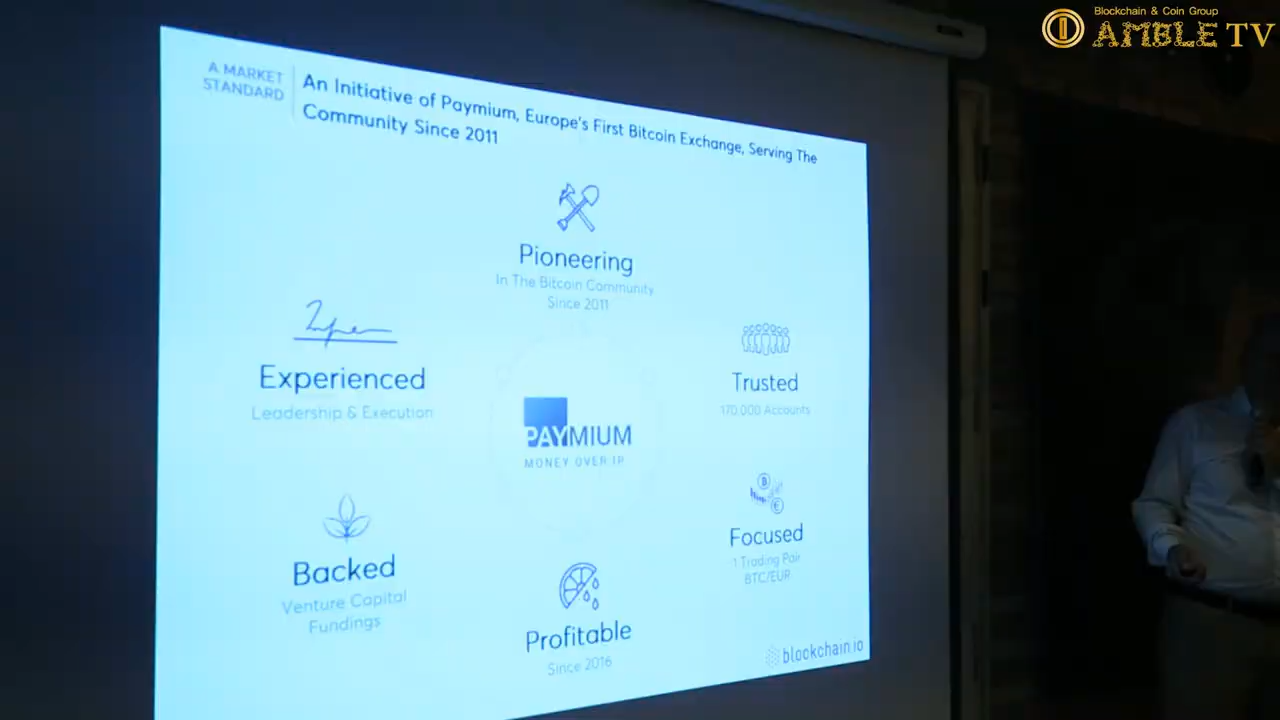 Blockchain & Coin Group
AMBLE TV
A MARKET
STANDARD
An Initiative of Paymium, Europe's First Bitcoin Exchange, Serving The
Community Since 2011
Pioneering
In The Bitcoin Community
Since 2011
Experienced
Leadership & Execution
Trusted
170,000 Accounts
PAYMIUM
MONEY OVER IP
Focused
1 Trading Pair
BTC/EUR
Backed
Venture Capital
Fundings
Profitable
Since 2016
blockchain.io